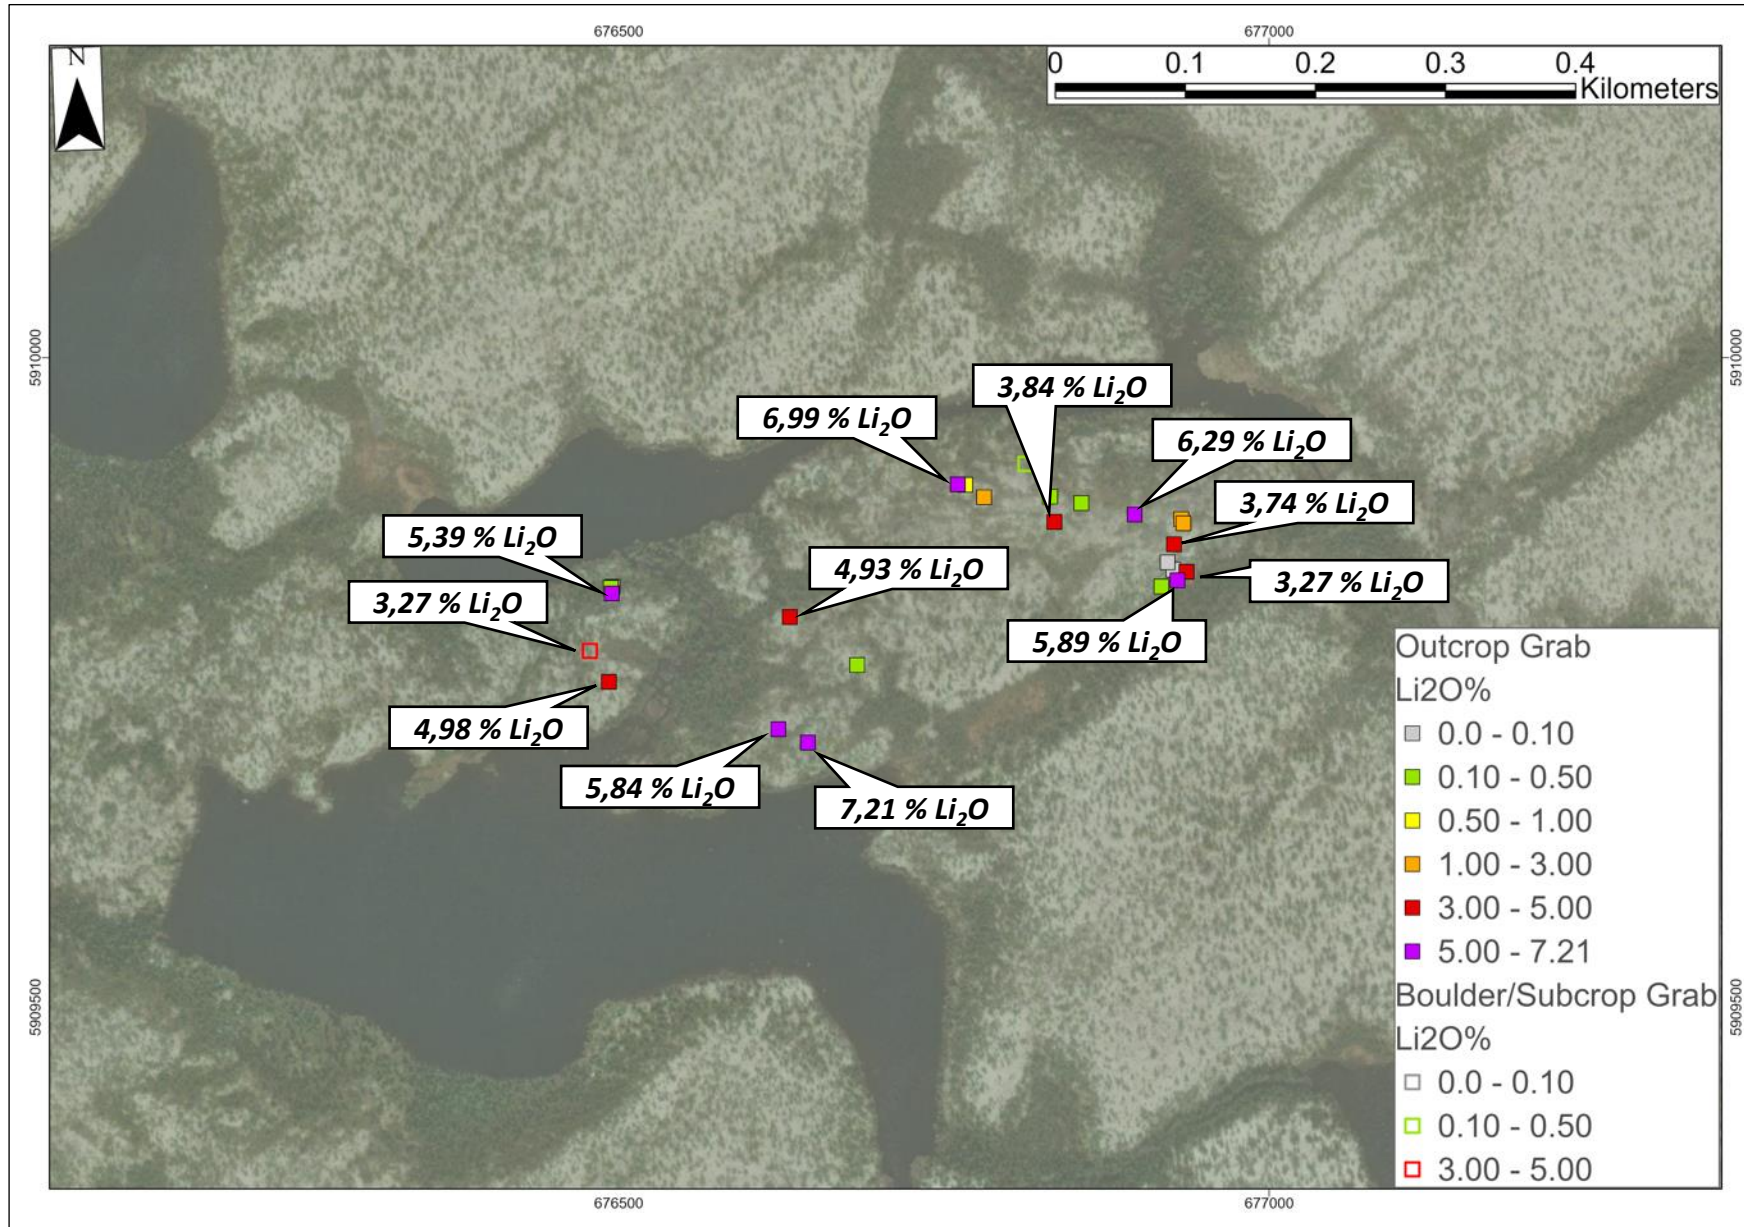 676500
677000
N
0 0.1 0.2 0.3 0.4
Kilometers
5910000
5910000
3,84 % Li₂O
6,99 % Li₂O
6,29 % Li₂O
3,74 % Li₂O
5,39 % Li₂O
4,93 % Li₂O
3,27 % Li₂O
3,27 % Li₂O
5,89 % Li₂O
4,98 % Li₂O
5,84 % Li₂O
7,21 % Li₂O
Outcrop Grab
Li2O%
0.0 - 0.10
0.10 - 0.50
0.50 - 1.00
1.00 - 3.00
3.00 - 5.00
5.00 - 7.21
Boulder/Subcrop Grab
Li2O%
0.0 - 0.10
0.10 - 0.50
3.00 - 5.00
5909500
5909500
676500
677000